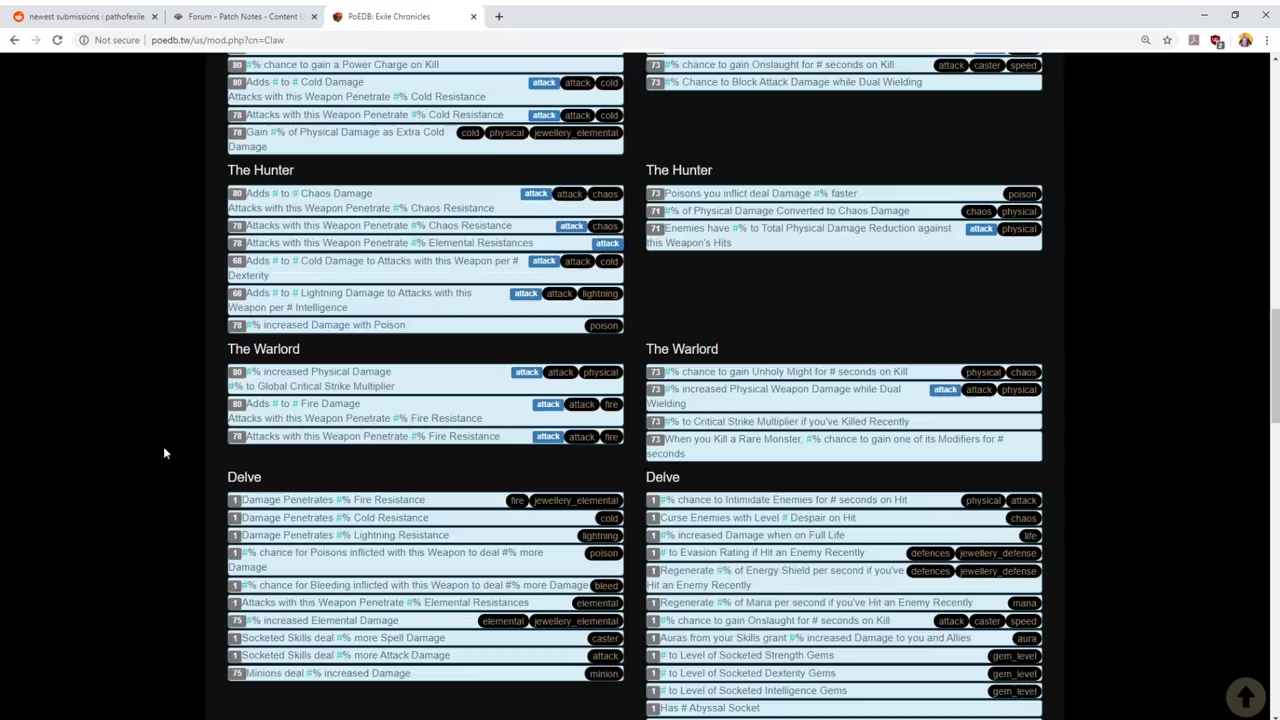 newest submissions : pathofexile
Forum - Patch Notes - Content U
PoEDB: Exile Chronicles
Not secure | poedb.tw/us/mod.php?cn=Claw
80 #% chance to gain a Power Charge on Kill
80 Adds # to # Cold Damage attack attack cold
Attacks with this Weapon Penetrate #% Cold Resistance
78 Attacks with this Weapon Penetrate #% Cold Resistance attack attack cold
78 Gain #% of Physical Damage as Extra Cold cold physical jewellery_elemental
Damage
73 #% chance to gain Onslaught for # seconds on Kill attack caster speed
73 #% Chance to Block Attack Damage while Dual Wielding
The Hunter
80 Adds # to # Chaos Damage attack attack chaos
Attacks with this Weapon Penetrate #% Chaos Resistance
78 Attacks with this Weapon Penetrate #% Chaos Resistance attack chaos
78 Attacks with this Weapon Penetrate #% Elemental Resistances attack
68 Adds # to # Cold Damage to Attacks with this Weapon per # attack attack cold
Dexterity
68 Adds # to # Lightning Damage to Attacks with this attack attack lightning
Weapon per # Intelligence
78 #% increased Damage with Poison poison
The Hunter
73 Poisons you inflict deal Damage #% faster poison
71 #% of Physical Damage Converted to Chaos Damage chaos physical
71 Enemies have #% to Total Physical Damage Reduction against attack physical
this Weapon's Hits
The Warlord
80 #% increased Physical Damage attack attack physical
#% to Global Critical Strike Multiplier
80 Adds # to # Fire Damage attack attack fire
Attacks with this Weapon Penetrate #% Fire Resistance
78 Attacks with this Weapon Penetrate #% Fire Resistance attack attack fire
The Warlord
73 #% chance to gain Unholy Might for # seconds on Kill physical chaos
73 #% increased Physical Weapon Damage while Dual attack attack physical
Wielding
73 #% to Critical Strike Multiplier if you've Killed Recently
73 When you Kill a Rare Monster, #% chance to gain one of its Modifiers for #
seconds
Delve
1 Damage Penetrates #% Fire Resistance fire jewellery_elemental
1 Damage Penetrates #% Cold Resistance cold
1 Damage Penetrates #% Lightning Resistance lightning
1 #% chance for Poisons inflicted with this Weapon to deal #% more poison
Damage
1 #% chance for Bleeding inflicted with this Weapon to deal #% more Damage bleed
1 Attacks with this Weapon Penetrate #% Elemental Resistances elemental
75 #% increased Elemental Damage elemental jewellery_elemental
1 Socketed Skills deal #% more Spell Damage caster
1 Socketed Skills deal #% more Attack Damage attack
75 Minions deal #% increased Damage minion
Delve
1 #% chance to Intimidate Enemies for # seconds on Hit physical attack
1 Curse Enemies with Level # Despair on Hit chaos
1 #% increased Damage when on Full Life life
1 # to Evasion Rating if Hit an Enemy Recently defences jewellery_defense
1 Regenerate #% of Energy Shield per second if you've defences jewellery_defense
Hit an Enemy Recently
1 Regenerate #% of Mana per second if you've Hit an Enemy Recently mana
1 #% chance to gain Onslaught for # seconds on Kill attack caster speed
1 Auras from your Skills grant #% increased Damage to you and Allies aura
1 # to Level of Socketed Strength Gems gem_level
1 # to Level of Socketed Dexterity Gems gem_level
1 # to Level of Socketed Intelligence Gems gem_level
1 Has # Abyssal Socket